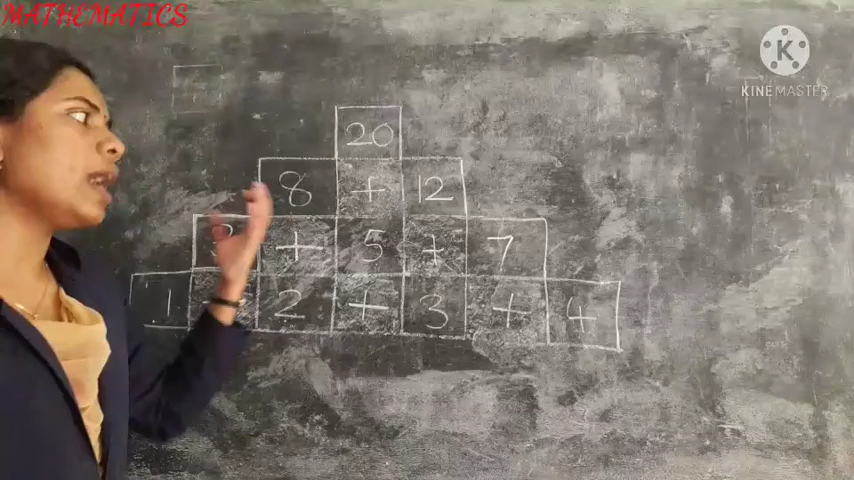 MATHEMATICS
KINEMASTER
20
8 + 12
3 + 5 + 7
1 2 + 3 + 4